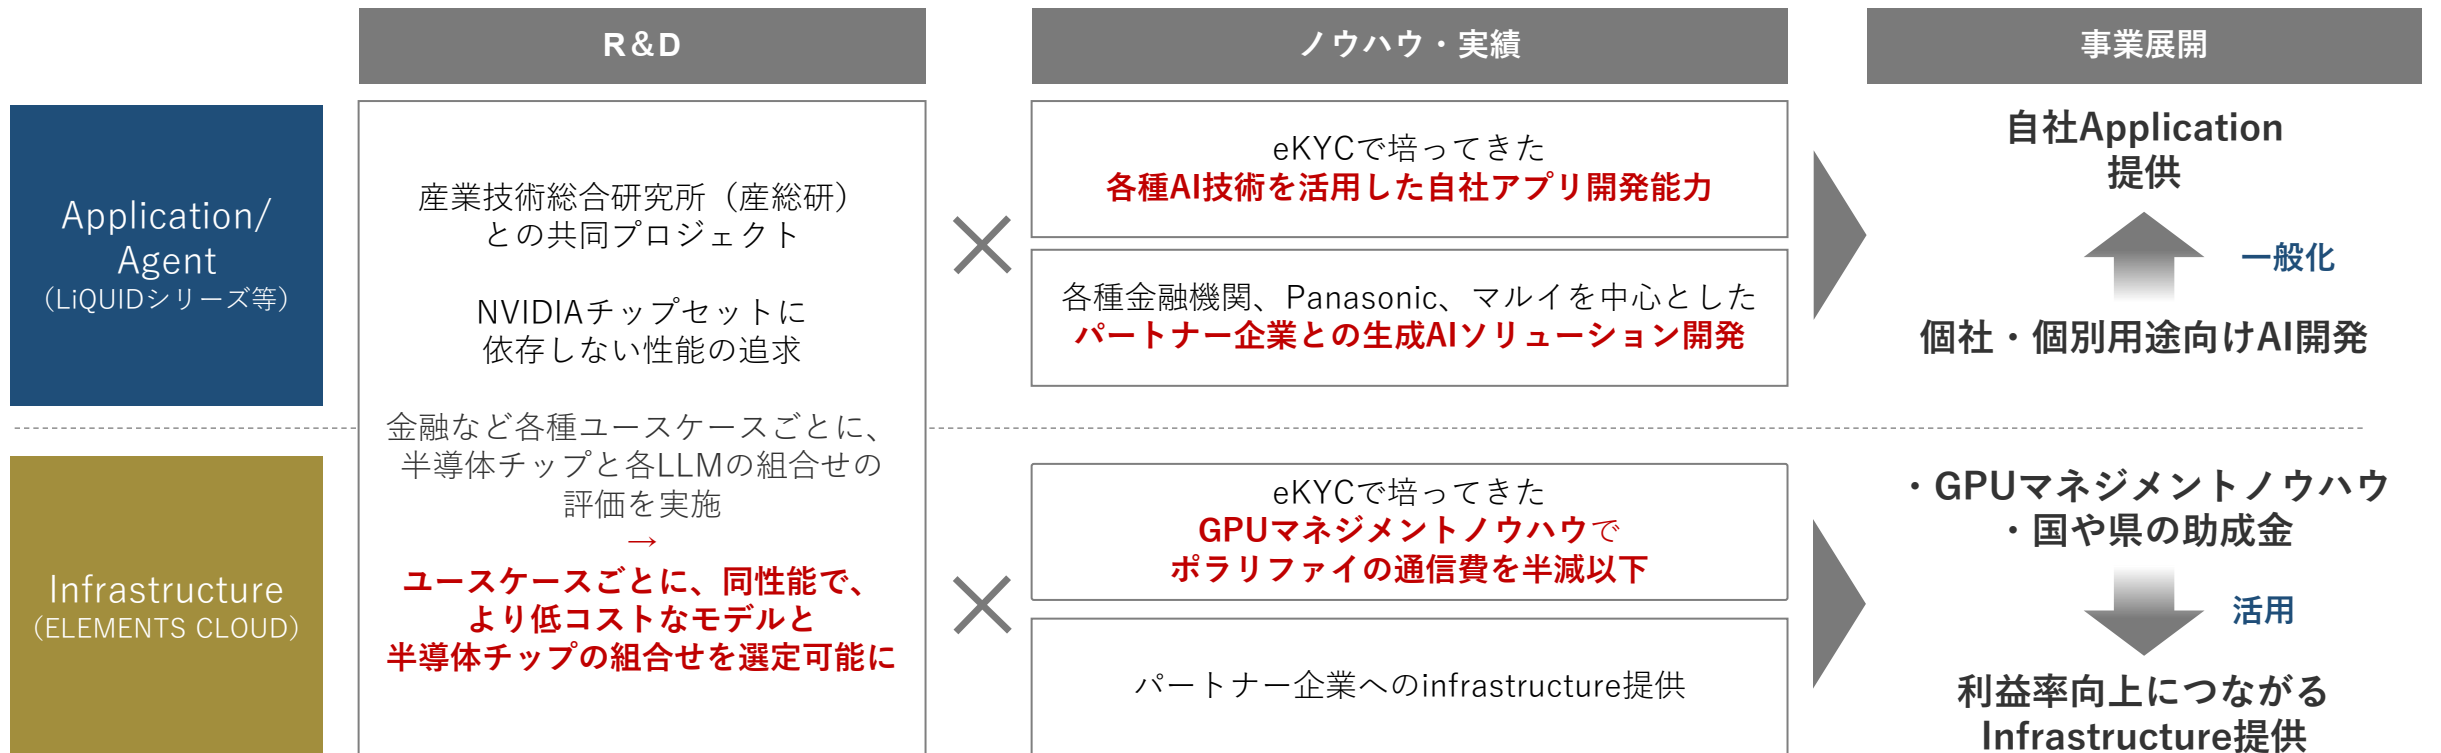 R&D
ノウハウ・実績
事業展開
Application/
Agent
（LiQUIDシリーズ等）
産業技術総合研究所（産総研）
との共同プロジェクト
NVIDIAチップセットに
依存しない性能の追求
金融など各種ユースケースごとに、
半導体チップと各LLMの組合せの
評価を実施
→
ユースケースごとに、同性能で、
より低コストなモデルと
半導体チップの組合せを選定可能に
eKYCで培ってきた
各種AI技術を活用した自社アプリ開発能力
各種金融機関、Panasonic、マルイを中心とした
パートナー企業との生成AIソリューション開発
自社Application
提供
一般化
個社・個別用途向けAI開発
Infrastructure
（ELEMENTS CLOUD）
eKYCで培ってきた
GPUマネジメントノウハウで
ポラリファイの通信費を半減以下
パートナー企業へのinfrastructure提供
・GPUマネジメントノウハウ
・国や県の助成金
活用
利益率向上につながる
Infrastructure提供